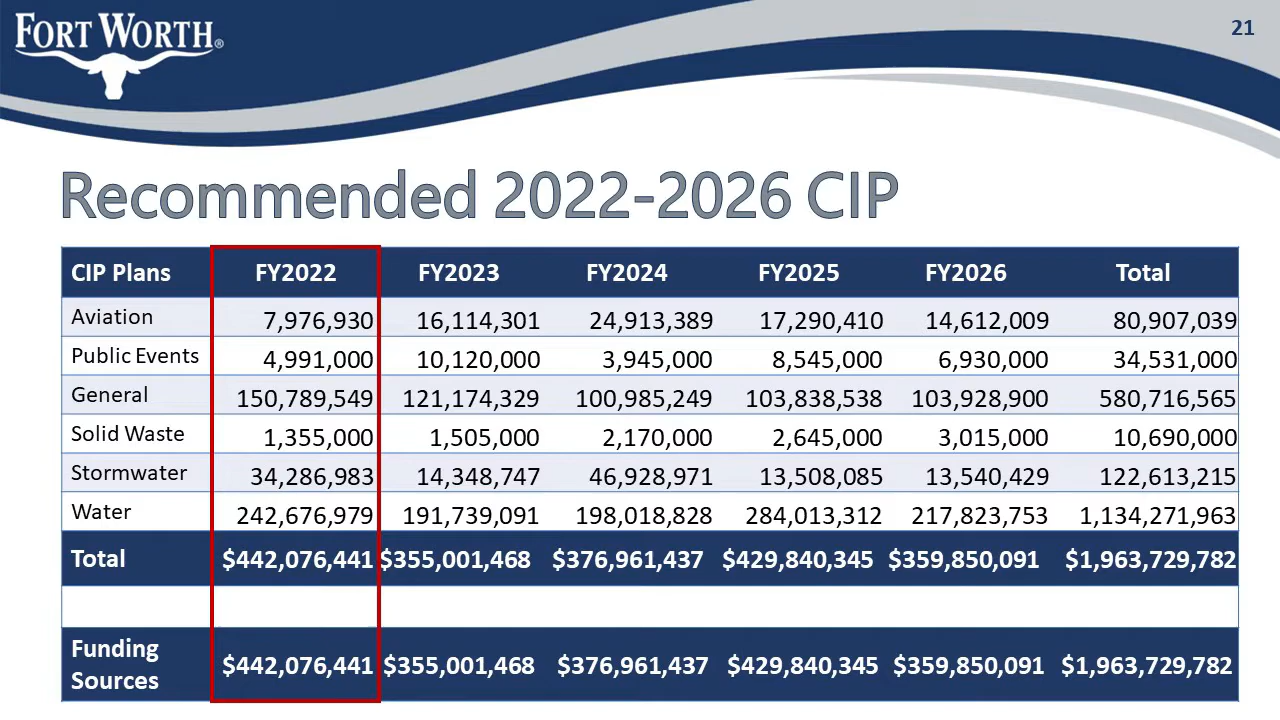 FORT WORTH®
21
Recommended 2022-2026 CIP
CIP Plans FY2022 FY2023 FY2024 FY2025 FY2026 Total
Aviation 7,976,930 16,114,301 24,913,389 17,290,410 14,612,009 80,907,039
Public Events 4,991,000 10,120,000 3,945,000 8,545,000 6,930,000 34,531,000
General 150,789,549 121,174,329 100,985,249 103,838,538 103,928,900 580,716,565
Solid Waste 1,355,000 1,505,000 2,170,000 2,645,000 3,015,000 10,690,000
Stormwater 34,286,983 14,348,747 46,928,971 13,508,085 13,540,429 122,613,215
Water 242,676,979 191,739,091 198,018,828 284,013,312 217,823,753 1,134,271,963
Total $442,076,441 $355,001,468 $376,961,437 $429,840,345 $359,850,091 $1,963,729,782
Funding
Sources $442,076,441 $355,001,468 $376,961,437 $429,840,345 $359,850,091 $1,963,729,782